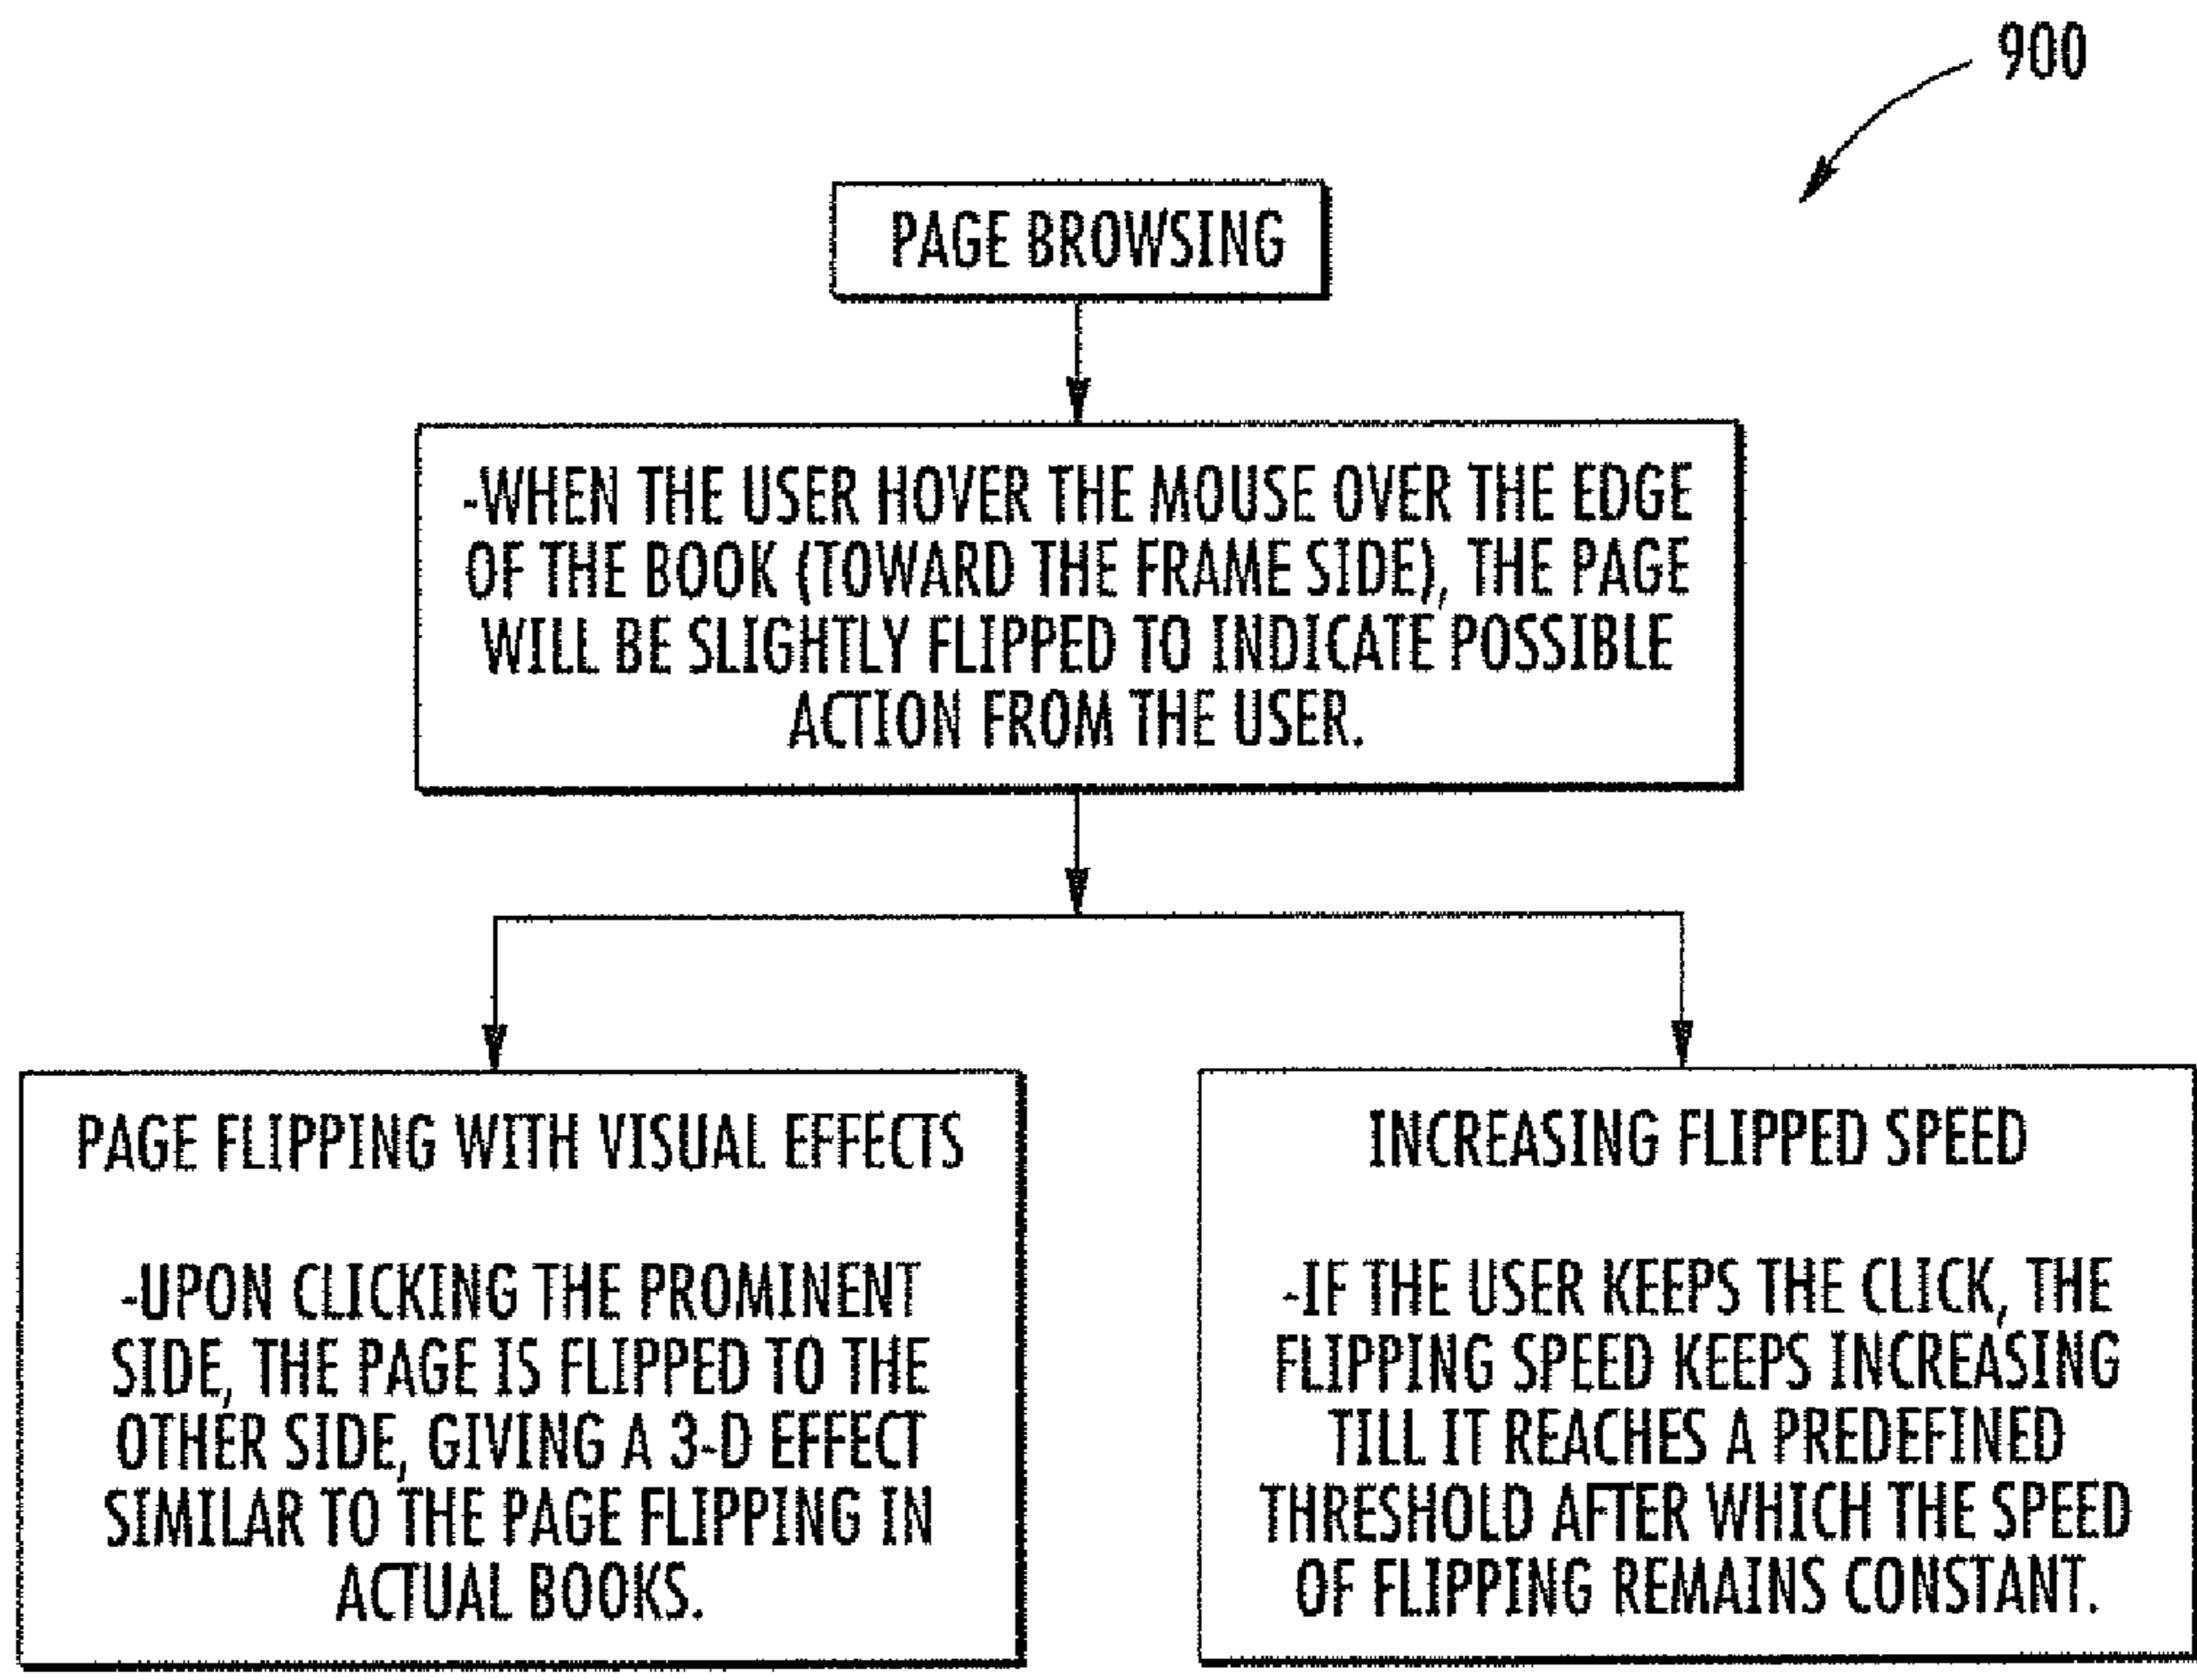 900
PAGE BROWSING
-WHEN THE USER HOVER THE MOUSE OVER THE EDGE
OF THE BOOK (TOWARD THE FRAME SIDE), THE PAGE
WILL BE SLIGHTLY FLIPPED TO INDICATE POSSIBLE
ACTION FROM THE USER.
PAGE FLIPPING WITH VISUAL EFFECTS
-UPON CLICKING THE PROMINENT
SIDE, THE PAGE IS FLIPPED TO THE
OTHER SIDE, GIVING A 3-D EFFECT
SIMILAR TO THE PAGE FLIPPING IN
ACTUAL BOOKS.
INCREASING FLIPPED SPEED
-IF THE USER KEEPS THE CLICK, THE
FLIPPING SPEED KEEPS INCREASING
TILL IT REACHES A PREDEFINED
THRESHOLD AFTER WHICH THE SPEED
OF FLIPPING REMAINS CONSTANT.